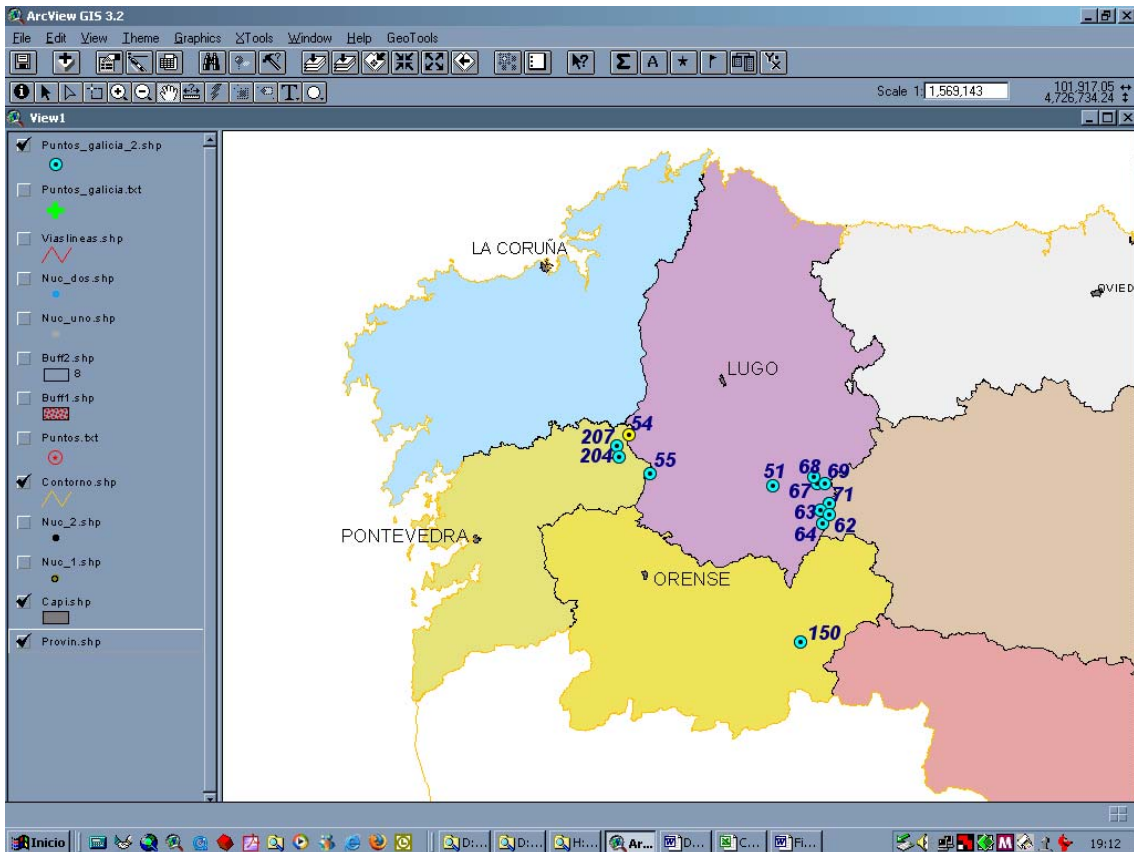 ArcView GIS 3.2
File Edit View Theme Graphics XTools Window Help GeoTools
Scale 1: 1,569,143
101,917.05
4,726,734.24
View1
Puntos_galicia_2.shp
Puntos_galicia.txt
Viaslineas.shp
Nuc_dos.shp
Nuc_uno.shp
Buff2.shp
8
Buff1.shp
Puntos.txt
Contorno.shp
Nuc_2.shp
Nuc_1.shp
Capi.shp
Provin.shp
LA CORUÑA
OVIED
LUGO
54
207
204
55
51
68
69
67
71
63
62
64
PONTEVEDRA
ORENSE
150
Inicio
D:...
D:...
H:...
Ar...
D...
C...
Fi...
19:12